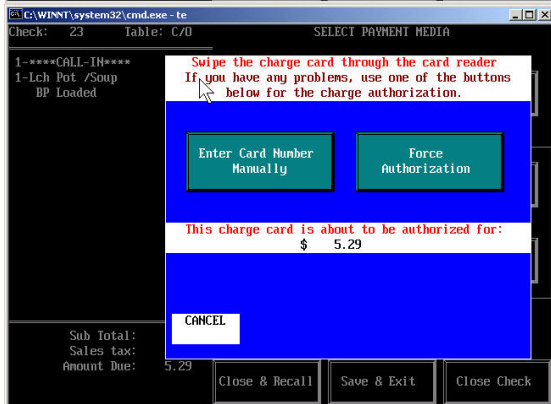 C:\WINNT\system32\cmd.exe - te
Check: 23 Table: C/O SELECT PAYMENT MEDIA
1-****CALL-IN****
1-Lch Pot /Soup
BP Loaded
Swipe the charge card through the card reader
If you have any problems, use one of the buttons
below for the charge authorization.
Enter Card Number
Manually
Force
Authorization
This charge card is about to be authorized for:
$ 5.29
CANCEL
Sub Total:
Sales tax:
Amount Due: 5.29
Close & Recall
Save & Exit
Close Check